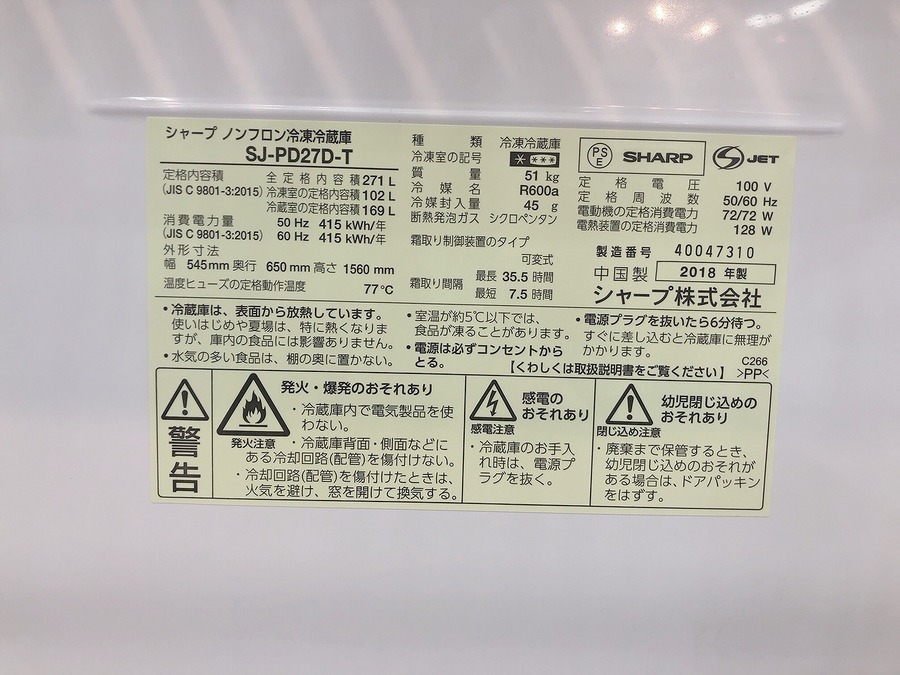 シャープ ノンフロン冷凍冷蔵庫
SJ-PD27D-T
定格内容積 全定格内容積 271 L
(JIS C 9801-3:2015) 冷凍室の定格内容積 102 L
冷蔵室の定格内容積 169 L
消費電力量 50 Hz 415 kWh/年
(JIS C 9801-3:2015) 60 Hz 415 kWh/年
外形寸法
幅 545 mm 奥行 650 mm 高さ 1560 mm
温度ヒューズの定格動作温度 77℃
種類 冷凍冷蔵庫
冷凍室の記号 * ***
質量 51 kg
冷媒名 R600a
冷媒封入量 45 g
断熱発泡ガス シクロペンタン
霜取り制御装置のタイプ
可変式
霜取り間隔 最長 35.5 時間
最短 7.5 時間
PS
E
SHARP
JET
定格電圧 100 V
定格周波数 50/60 Hz
電動機の定格消費電力 72/72 W
電熱装置の定格消費電力 128 W
製造番号 40047310
中国製 2018 年製
シャープ株式会社
・冷蔵庫は、表面から放熱しています。
使いはじめや夏場は、特に熱くなりま
すが、庫内の食品には影響ありません。
・水気の多い食品は、棚の奥に置かない。
・室温が約5℃以下では、
食品が凍ることがあります。
・電源は必ずコンセントから
とる。
・電源プラグを抜いたら6分待つ。
すぐに差し込むと冷蔵庫に無理が
かかります。
【くわしくは取扱説明書をご覧ください】
C266
>PP<
警告
発火・爆発のおそれあり
発火注意
・冷蔵庫内で電気製品を使
わない。
・冷蔵庫背面・側面などに
ある冷却回路(配管)を傷付けない。
・冷却回路(配管)を傷付けたときは、
火気を避け、窓を開けて換気する。
感電の
おそれあり
感電注意
・冷蔵庫のお手入
れ時は、電源プ
ラグを抜く。
幼児閉じ込めの
おそれあり
閉じ込め注意
・廃棄まで保管するとき、
幼児閉じ込めのおそれが
ある場合は、ドアパッキン
をはずす。